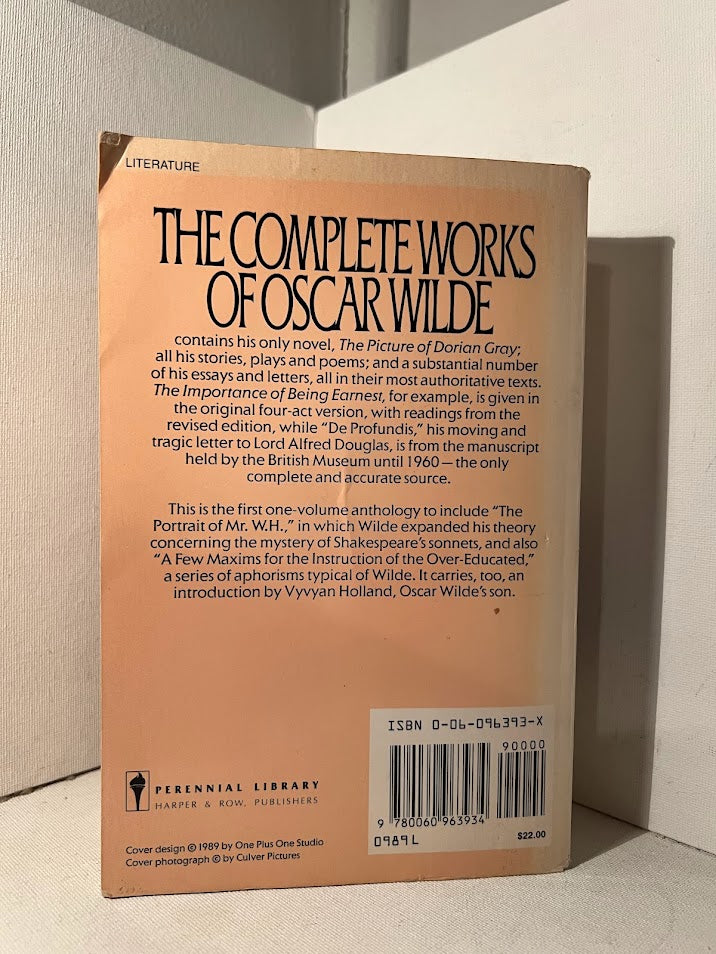 LITERATURE
THE COMPLETE WORKS
OF OSCAR WILDE
contains his only novel, The Picture of Dorian Gray;
all his stories, plays and poems; and a substantial number
of his essays and letters, all in their most authoritative texts.
The Importance of Being Earnest, for example, is given in
the original four-act version, with readings from the
revised edition, while "De Profundis," his moving and
tragic letter to Lord Alfred Douglas, is from the manuscript
held by the British Museum until 1960—the only
complete and accurate source.
This is the first one-volume anthology to include "The
Portrait of Mr. W.H.," in which Wilde expanded his theory
concerning the mystery of Shakespeare's sonnets, and also
"A Few Maxims for the Instruction of the Over-Educated,"
a series of aphorisms typical of Wilde. It carries, too, an
introduction by Vyvyan Holland, Oscar Wilde's son.
ISBN 0-06-096393-X
90000
9 780060 963934
0989L
$22.00
PERENNIAL LIBRARY
HARPER & ROW, PUBLISHERS
Cover design © 1989 by One Plus One Studio
Cover photograph © by Culver Pictures